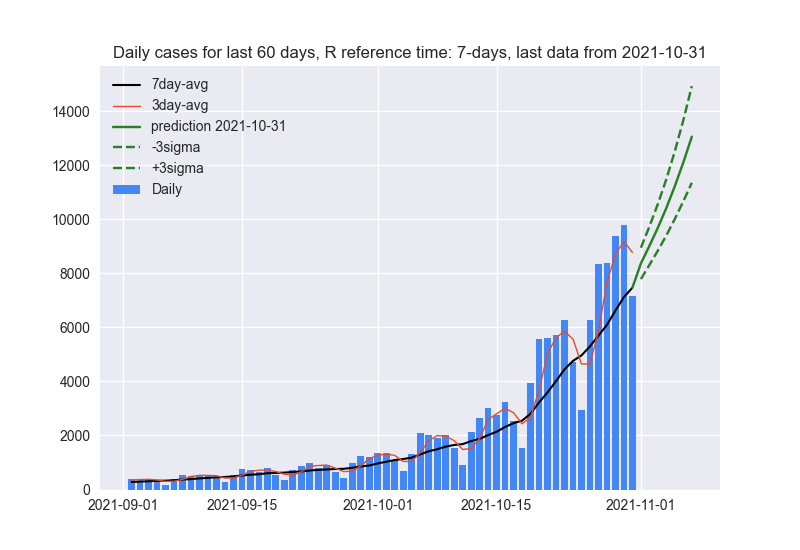 Daily cases for last 60 days, R reference time: 7-days, last data from 2021-10-31
7day-avg
3day-avg
prediction 2021-10-31
-3sigma
+3sigma
Daily
14000
12000
10000
8000
6000
4000
2000
0
2021-09-01
2021-09-15
2021-10-01
2021-10-15
2021-11-01